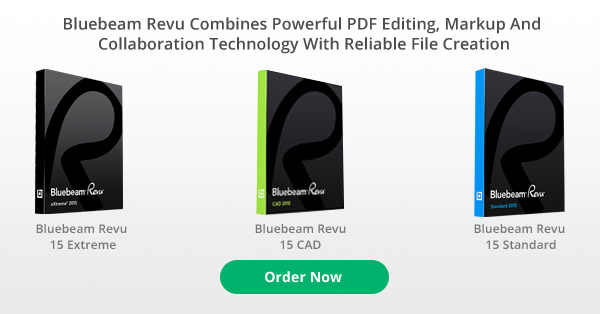 Bluebeam Revu Combines Powerful PDF Editing, Markup And
Collaboration Technology With Reliable File Creation
Bluebeam Revu
eXtreme 2015
Bluebeam Revu
CAD 2015
Bluebeam Revu
Standard 2015
Bluebeam Revu
15 Extreme
Bluebeam Revu
15 CAD
Bluebeam Revu
15 Standard
Order Now